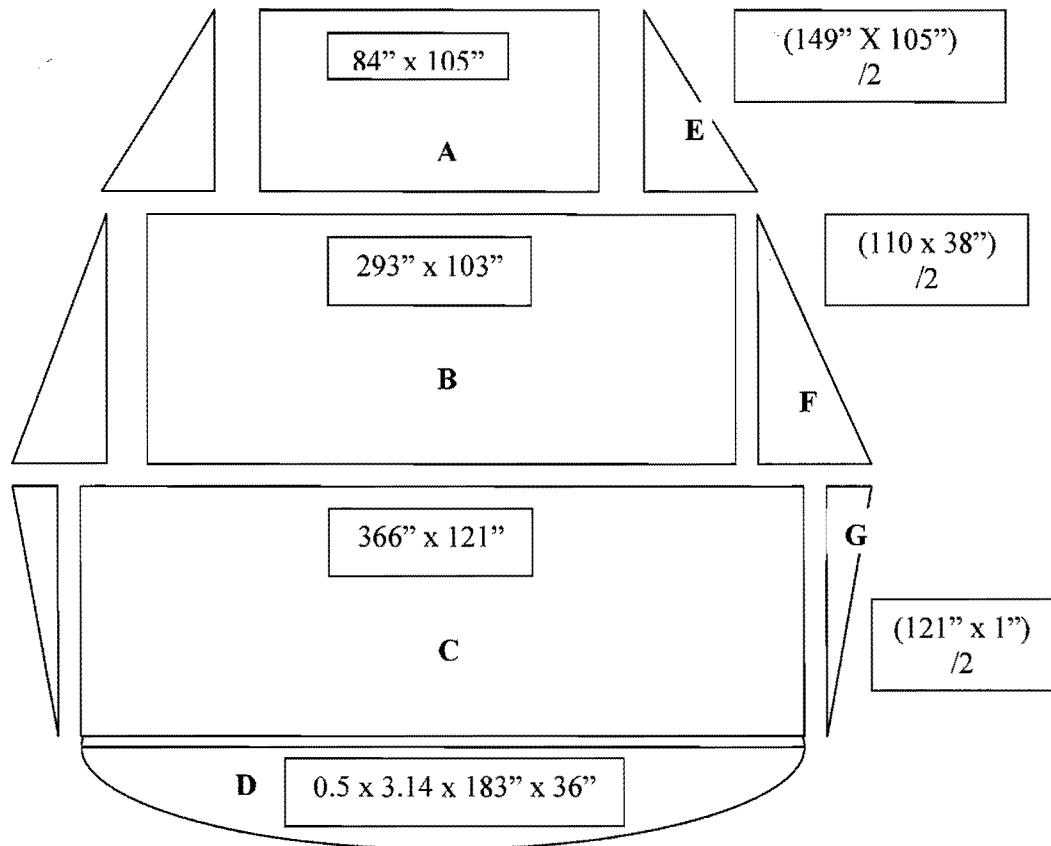 84” x 105”
A
E
(149” X 105”)
/2
293” x 103”
B
F
(110 x 38”)
/2
366” x 121”
C
G
(121” x 1”)
/2
D
0.5 x 3.14 x 183” x 36”